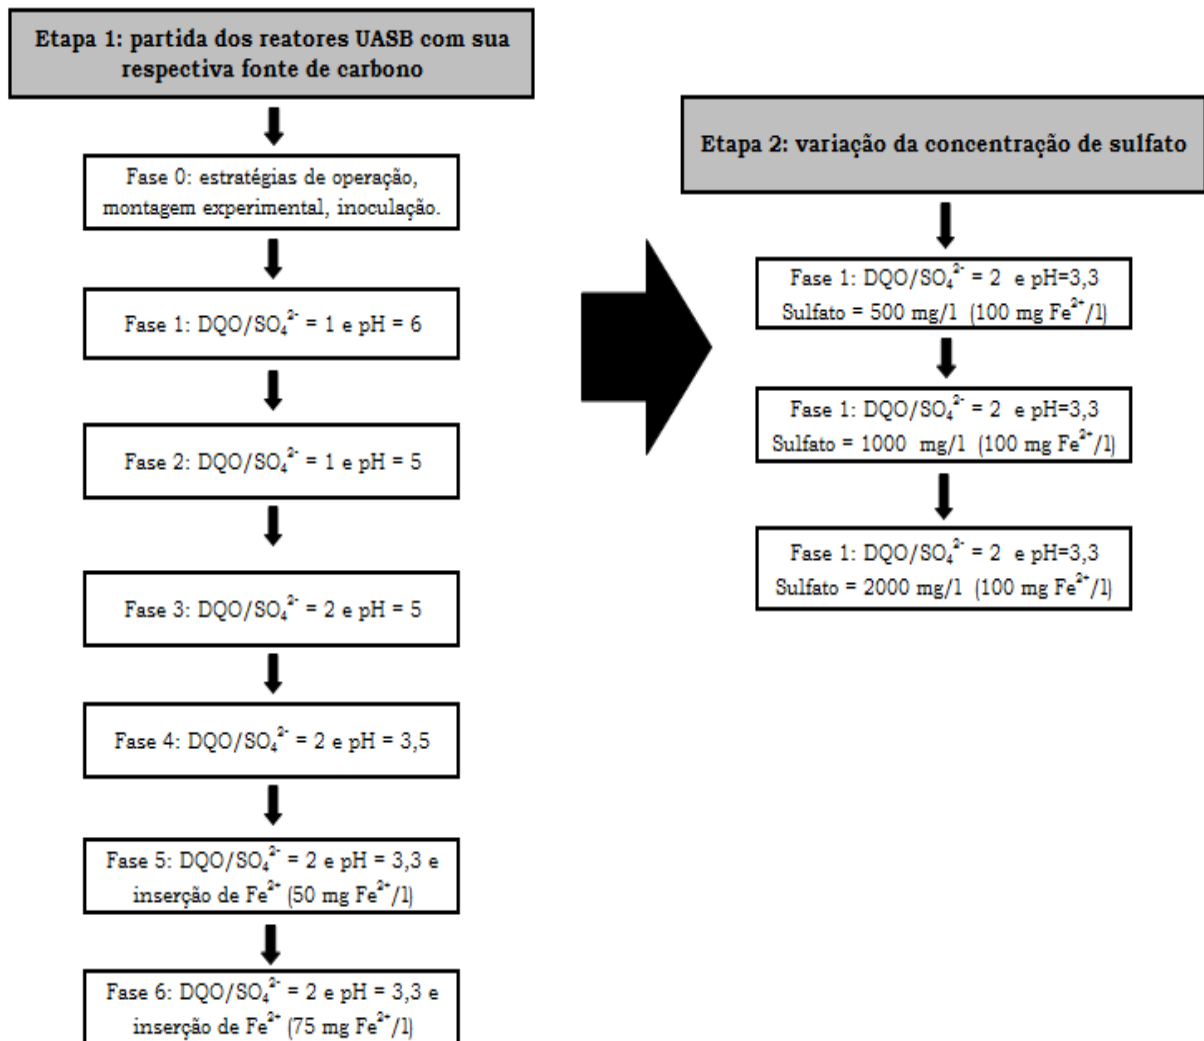 Etapa 1: partida dos reatores UASB com sua
respectiva fonte de carbono
Fase 0: estratégias de operação,
montagem experimental, inoculação.
Fase 1: DQO/SO₄²⁻ = 1 e pH = 6
Fase 2: DQO/SO₄²⁻ = 1 e pH = 5
Fase 3: DQO/SO₄²⁻ = 2 e pH = 5
Fase 4: DQO/SO₄²⁻ = 2 e pH = 3,5
Fase 5: DQO/SO₄²⁻ = 2 e pH = 3,3 e
inserção de Fe²⁺ (50 mg Fe²⁺/l)
Fase 6: DQO/SO₄²⁻ = 2 e pH = 3,3 e
inserção de Fe²⁺ (75 mg Fe²⁺/l)
Etapa 2: variação da concentração de sulfato
Fase 1: DQO/SO₄²⁻ = 2 e pH=3,3
Sulfato = 500 mg/l (100 mg Fe²⁺/l)
Fase 1: DQO/SO₄²⁻ = 2 e pH=3,3
Sulfato = 1000 mg/l (100 mg Fe²⁺/l)
Fase 1: DQO/SO₄²⁻ = 2 e pH=3,3
Sulfato = 2000 mg/l (100 mg Fe²⁺/l)